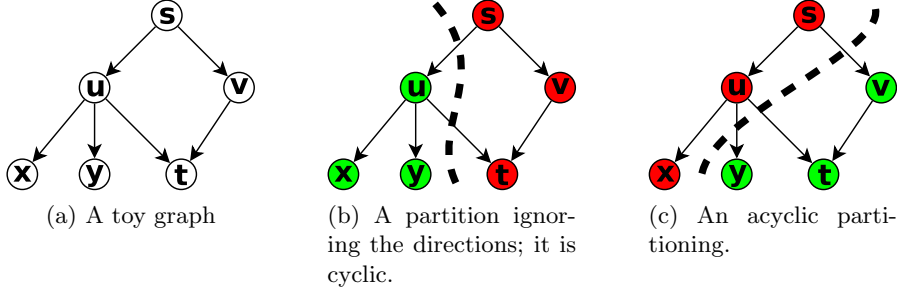 s
u
v
x
y
t
(a) A toy graph
s
u
v
x
y
t
(b) A partition ignor-
ing the directions; it is
cyclic.
s
u
v
x
y
t
(c) An acyclic parti-
tioning.